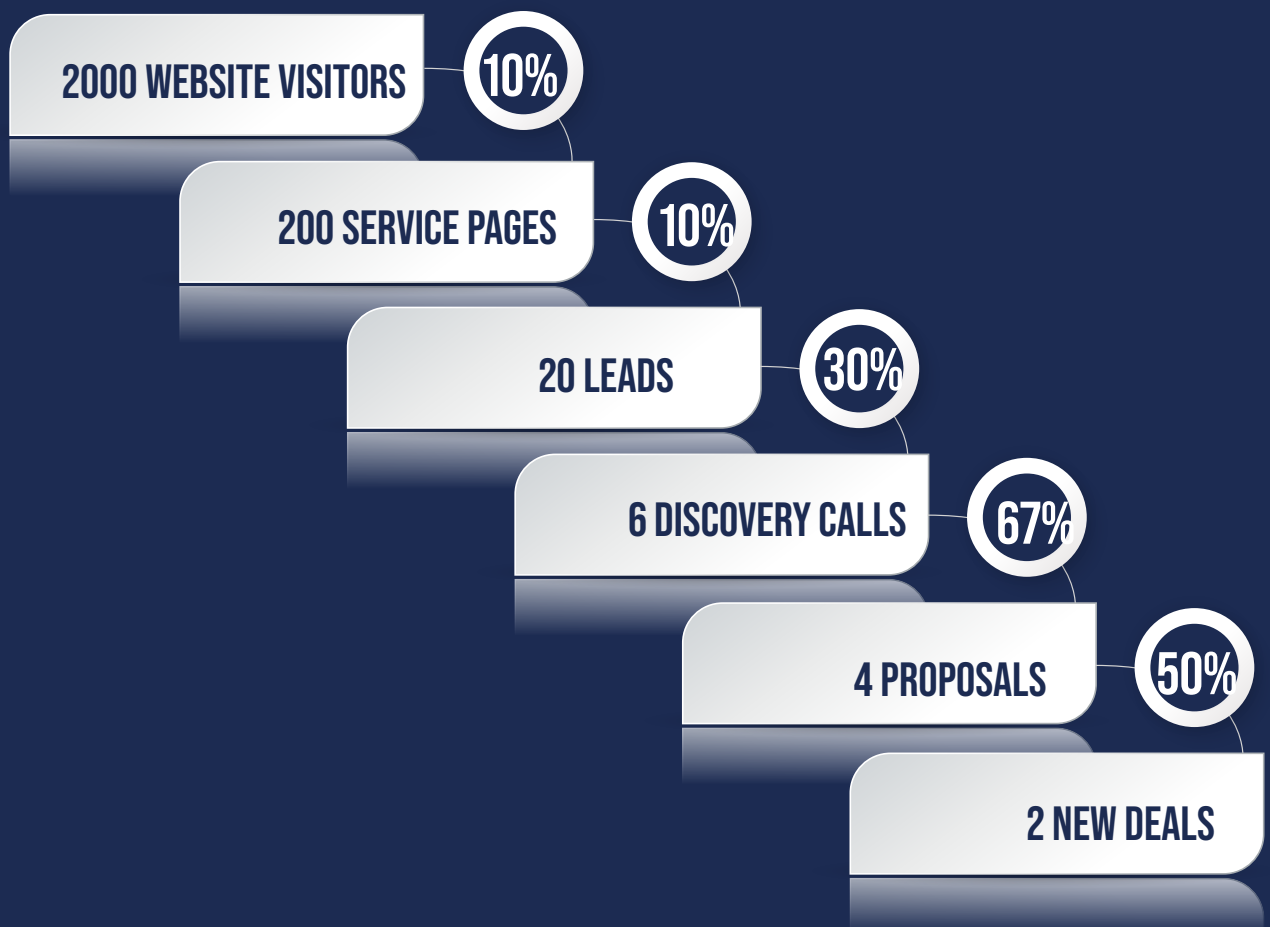 2000 WEBSITE VISITORS
10%
200 SERVICE PAGES
10%
20 LEADS
30%
6 DISCOVERY CALLS
67%
4 PROPOSALS
50%
2 NEW DEALS